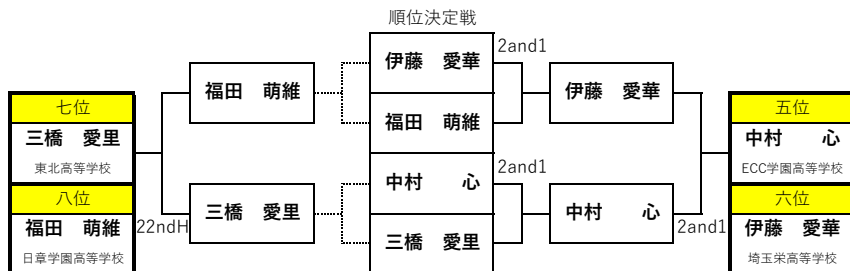 順位決定戦
伊藤 愛華
2and1
福田 萌維
伊藤 愛華
七位
五位
福田 萌維
三橋 愛里
中村 心
東北高等学校
中村 心
2and1
ECC学園高等学校
八位
六位
福田 萌維
22ndH
三橋 愛里
中村 心
2and1
伊藤 愛華
日章学園高等学校
三橋 愛里
埼玉栄高等学校